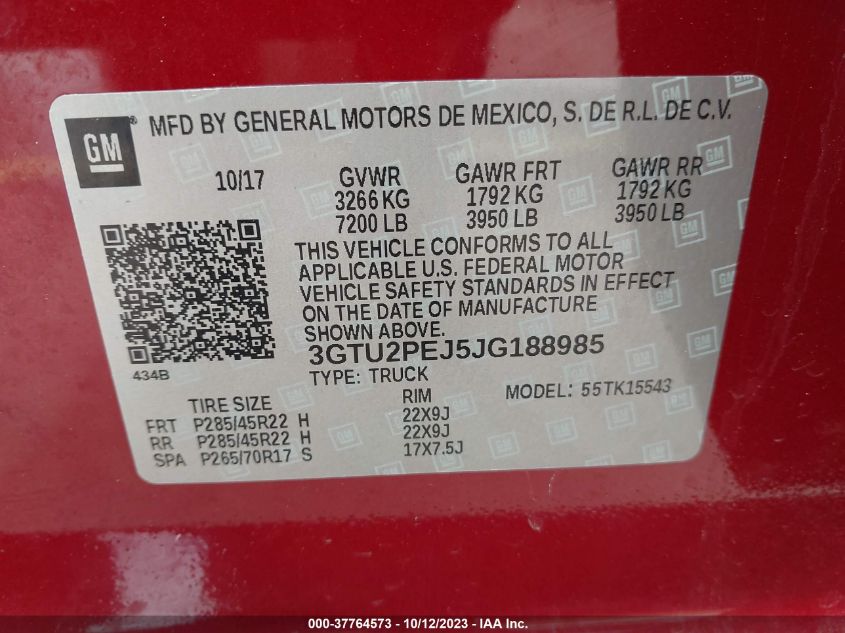 GM ® MFD BY GENERAL MOTORS DE MEXICO, S. DE R.L. DE C.V.
10/17 GVWR GAWR FRT GAWR RR
3266 KG 1792 KG 1792 KG
7200 LB 3950 LB 3950 LB
THIS VEHICLE CONFORMS TO ALL
APPLICABLE U.S. FEDERAL MOTOR
VEHICLE SAFETY STANDARDS IN EFFECT
ON THE DATE OF MANUFACTURE
SHOWN ABOVE.
3GTU2PEJ5JG188985
434B
TYPE: TRUCK MODEL: 55TK15543
TIRE SIZE RIM
FRT P285/45R22 H 22X9J
RR P285/45R22 H 22X9J
SPA P265/70R17 S 17X7.5J
000-37764573 - 10/12/2023 - IAA Inc.